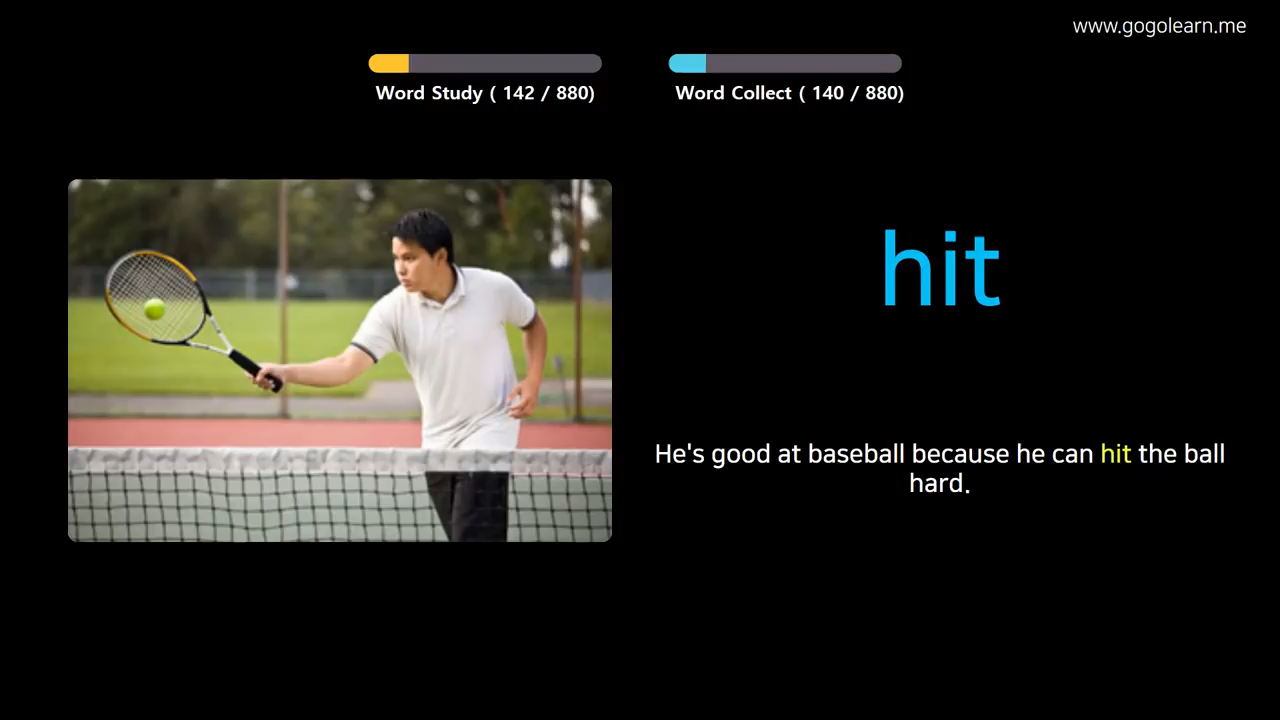 www.gogolearn.me
Word Study ( 142 / 880)
Word Collect ( 140 / 880)
hit
He's good at baseball because he can hit the ball
hard.